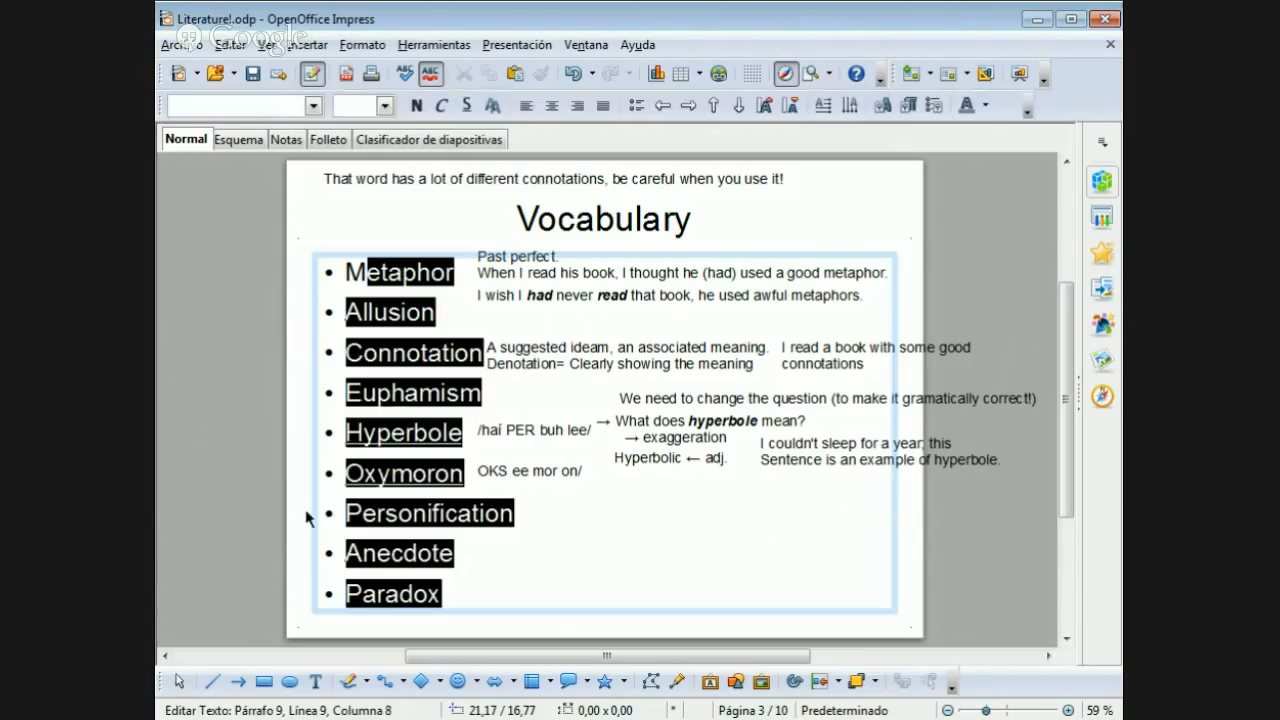 Literature!.odp - OpenOffice Impress
Google
Archivo Editar Ver Insertar Formato Herramientas Presentación Ventana Ayuda
N C S
Normal Esquema Notas Folleto Clasificador de diapositivas
That word has a lot of different connotations, be careful when you use it!
Vocabulary
Past perfect.
• Metaphor When I read his book, I thought he (had) used a good metaphor.
I wish I had never read that book, he used awful metaphors.
• Allusion
• Connotation A suggested ideam, an associated meaning. I read a book with some good
Denotation= Clearly showing the meaning connotations
• Euphamism We need to change the question (to make it gramatically correct!)
→ What does hyperbole mean?
• Hyperbole /haí PER buh lee/ → exaggeration I couldn't sleep for a year, this
Hyperbolic ← adj. Sentence is an example of hyperbole.
• Oxymoron OKS ee mor on/
• Personification
• Anecdote
• Paradox
Editar Texto: Párrafo 9, Línea 9, Columna 8 21,17 / 16,77 0,00 x 0,00 * Página 3 / 10 Predeterminado 59 %